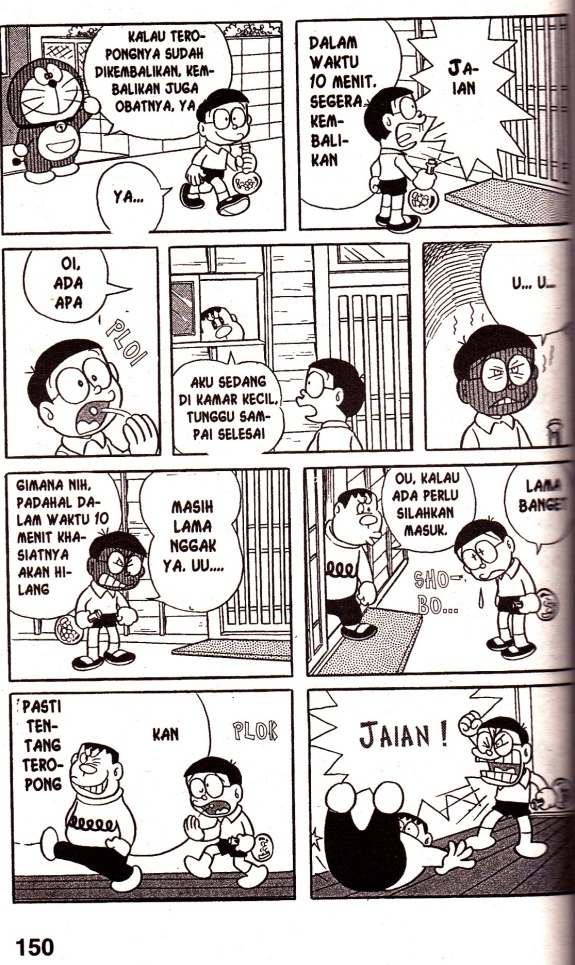 KALAU TERO-
PONGNYA SUDAH
DIKEMBALIKAN, KEM-
BALIKAN JUGA
OBATNYA, YA
YA...
DALAM
WAKTU
10 MENIT.
SEGERA
KEM-
BALI-
KAN
JA-
IAN
OI,
ADA
APA
PLOI
AKU SEDANG
DI KAMAR KECIL,
TUNGGU SAM-
PAI SELESAI
U... U...
GIMANA NIH,
PADAHAL DA-
LAM WAKTU 10
MENIT KHA-
SIATNYA
AKAN HI-
LANG
MASIH
LAMA
NGGAK
YA. UU....
OU, KALAU
ADA PERLU
SILAHKAN
MASUK.
LAMA
BANGET
SHO-
BO...
PASTI
TEN-
TANG
TERO-
PONG
KAN
PLOK
JAIAN !
150